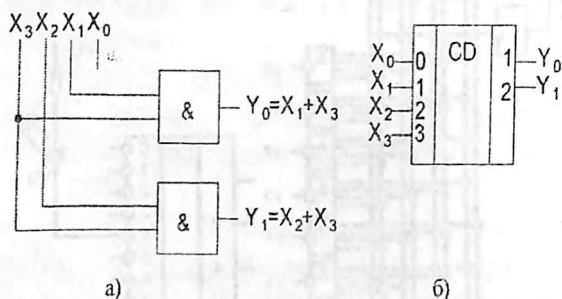 X₃X₂X₁X₀
& Y₀=X₁+X₃
& Y₁=X₂+X₃
а)
CD
X₀ 0 1 Y₀
X₁ 1 2 Y₁
X₂ 2
X₃ 3
б)